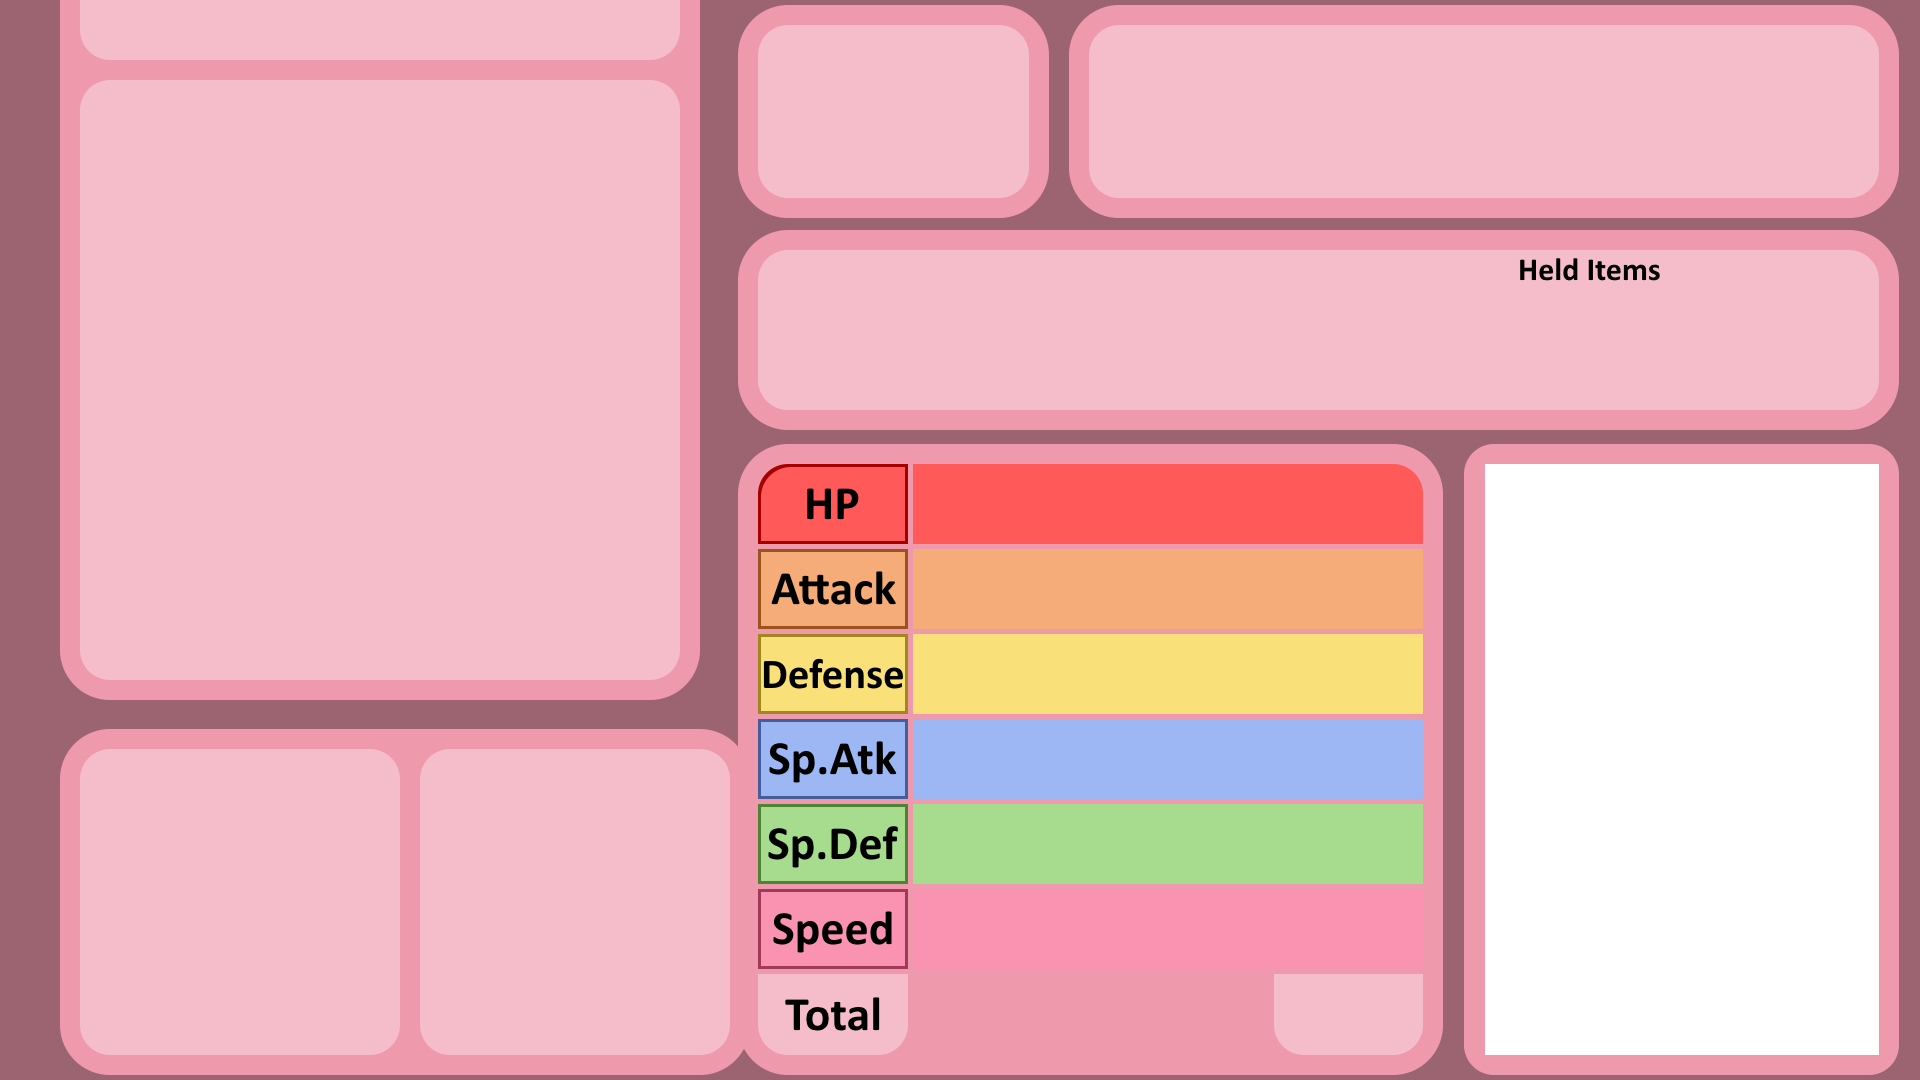 Held Items
HP
Attack
Defense
Sp.Atk
Sp.Def
Speed
Total